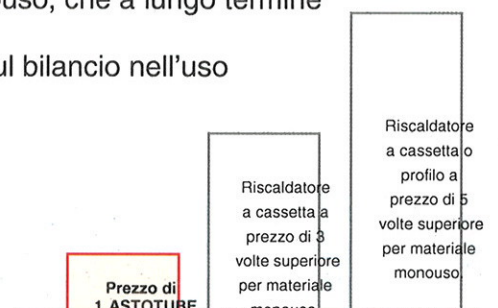 uso, che a lungo termine
ul bilancio nell'uso
Riscaldatore
a cassetta o
profilo a
prezzo di 5
volte superiore
per materiale
monouso.
Riscaldatore
a cassetta a
prezzo di 3
volte superiore
per materiale
monouso.
Prezzo di
1 ASTOTUBE